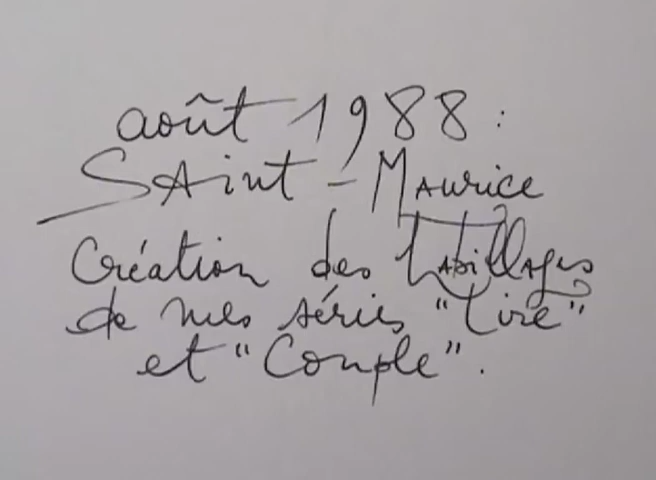 août 1988 :
Saint-Maurice
Création des habillages
de mes séries "Lire"
et "Couple".